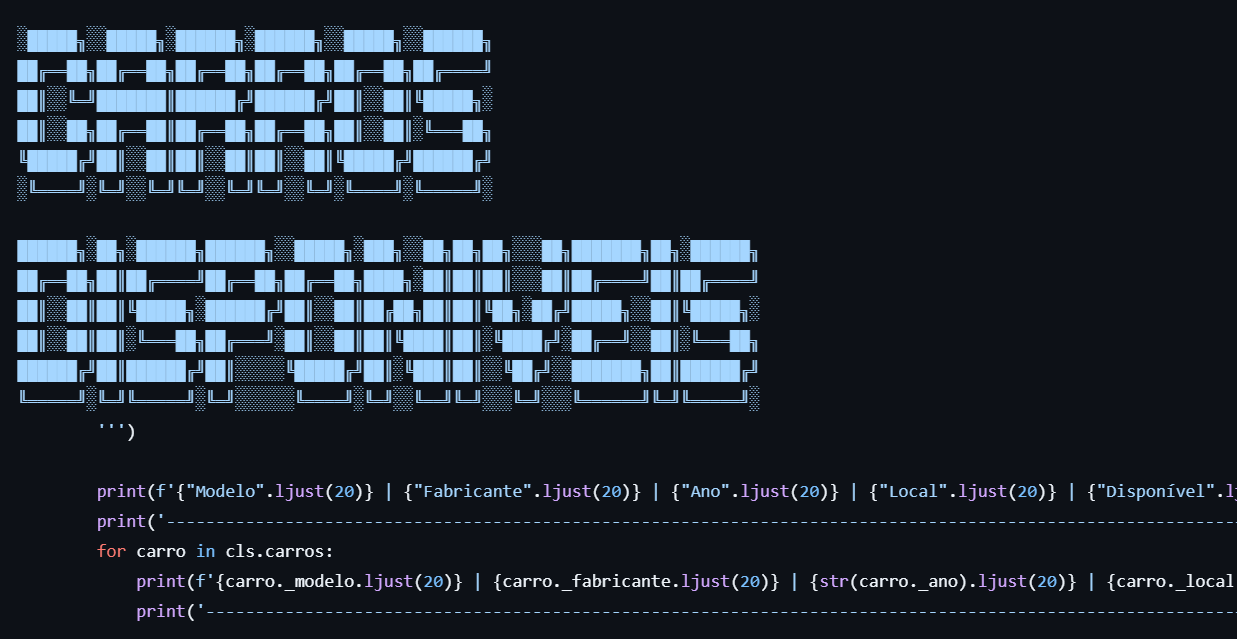 CARROS
DISPONIVEIS
''')
print(f'{"Modelo".ljust(20)} | {"Fabricante".ljust(20)} | {"Ano".ljust(20)} | {"Local".ljust(20)} | {"Disponível".lj
print('------------------------------------------------------------------------------------------------------------
for carro in cls.carros:
print(f'{carro._modelo.ljust(20)} | {carro._fabricante.ljust(20)} | {str(carro._ano).ljust(20)} | {carro._local
print('--------------------------------------------------------------------------------------------------------